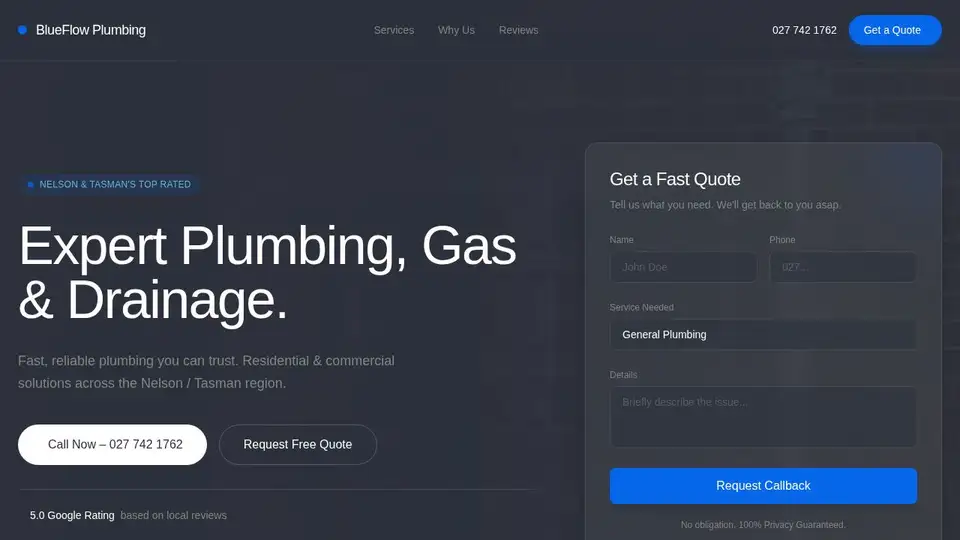 BlueFlow Plumbing
Services
Why Us
Reviews
027 742 1762
Get a Quote
NELSON & TASMAN'S TOP RATED
Expert Plumbing, Gas
& Drainage.
Fast, reliable plumbing you can trust. Residential & commercial
solutions across the Nelson / Tasman region.
Call Now – 027 742 1762
Request Free Quote
5.0 Google Rating based on local reviews
Get a Fast Quote
Tell us what you need. We'll get back to you asap.
Name
Phone
John Doe
027...
Service Needed
General Plumbing
Details
Briefly describe the issue...
Request Callback
No obligation. 100% Privacy Guaranteed.